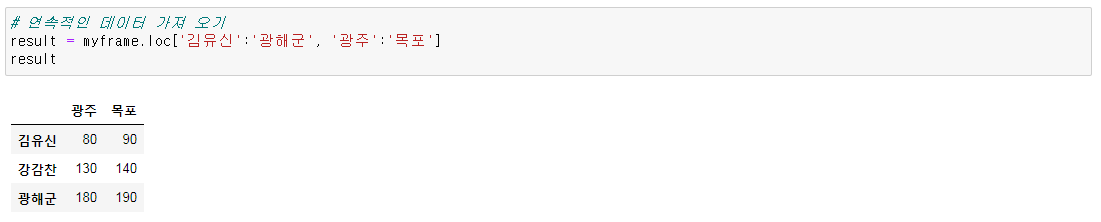 # 연속적인 데이터 가져 오기
result = myframe.loc['김유신':'광해군', '광주':'목포']
result
광주 목포
김유신 80 90
강감찬 130 140
광해군 180 190